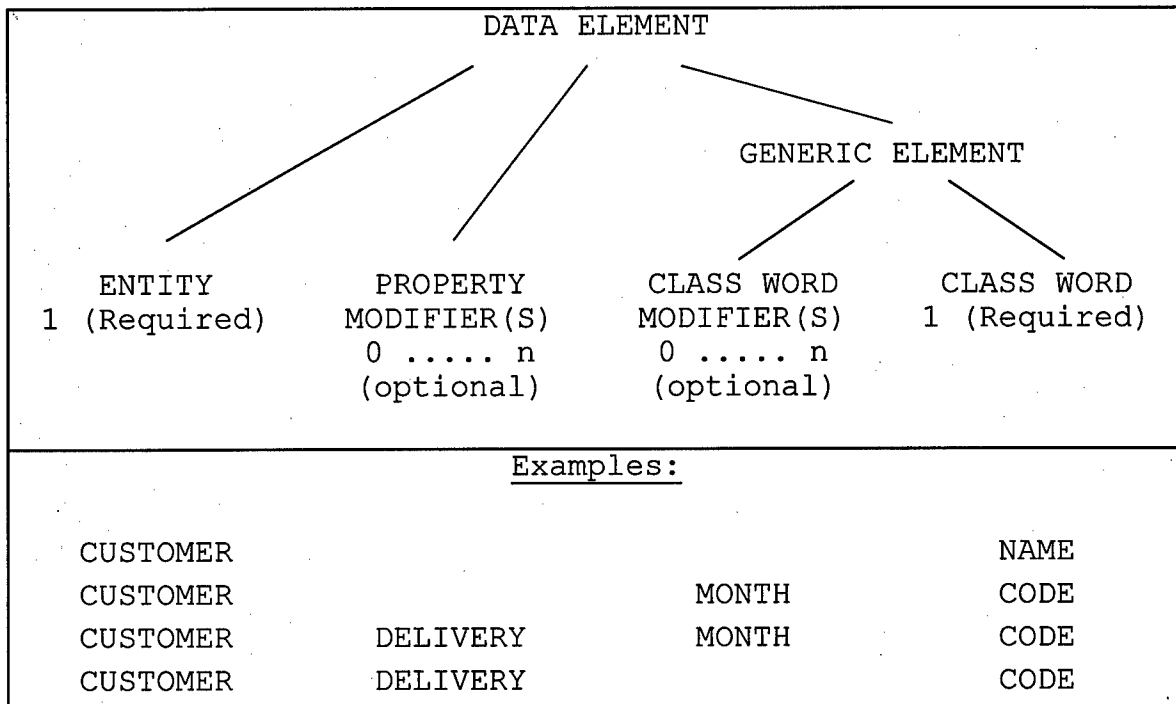 DATA ELEMENT
GENERIC ELEMENT
ENTITY PROPERTY CLASS WORD CLASS WORD
1 (Required) MODIFIER(S) MODIFIER(S) 1 (Required)
0 ..... n 0 ..... n
(optional) (optional)
Examples:
CUSTOMER NAME
CUSTOMER MONTH CODE
CUSTOMER DELIVERY MONTH CODE
CUSTOMER DELIVERY CODE